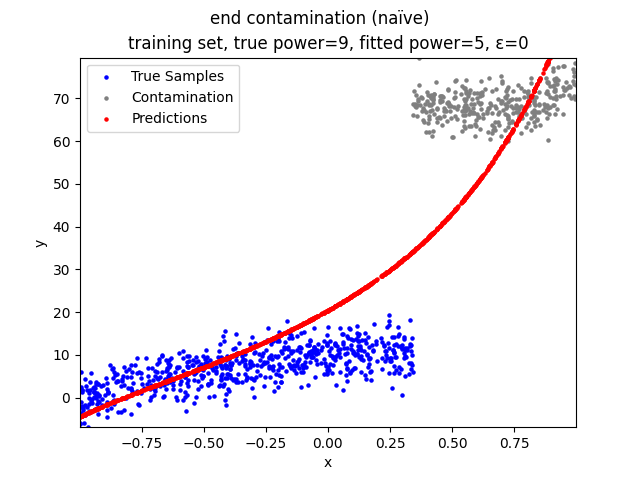 end contamination (naïve)
training set, true power=9, fitted power=5, ε=0
True Samples
Contamination
Predictions
y
70
60
50
40
30
20
10
0
−0.75 −0.50 −0.25 0.00 0.25 0.50 0.75
x